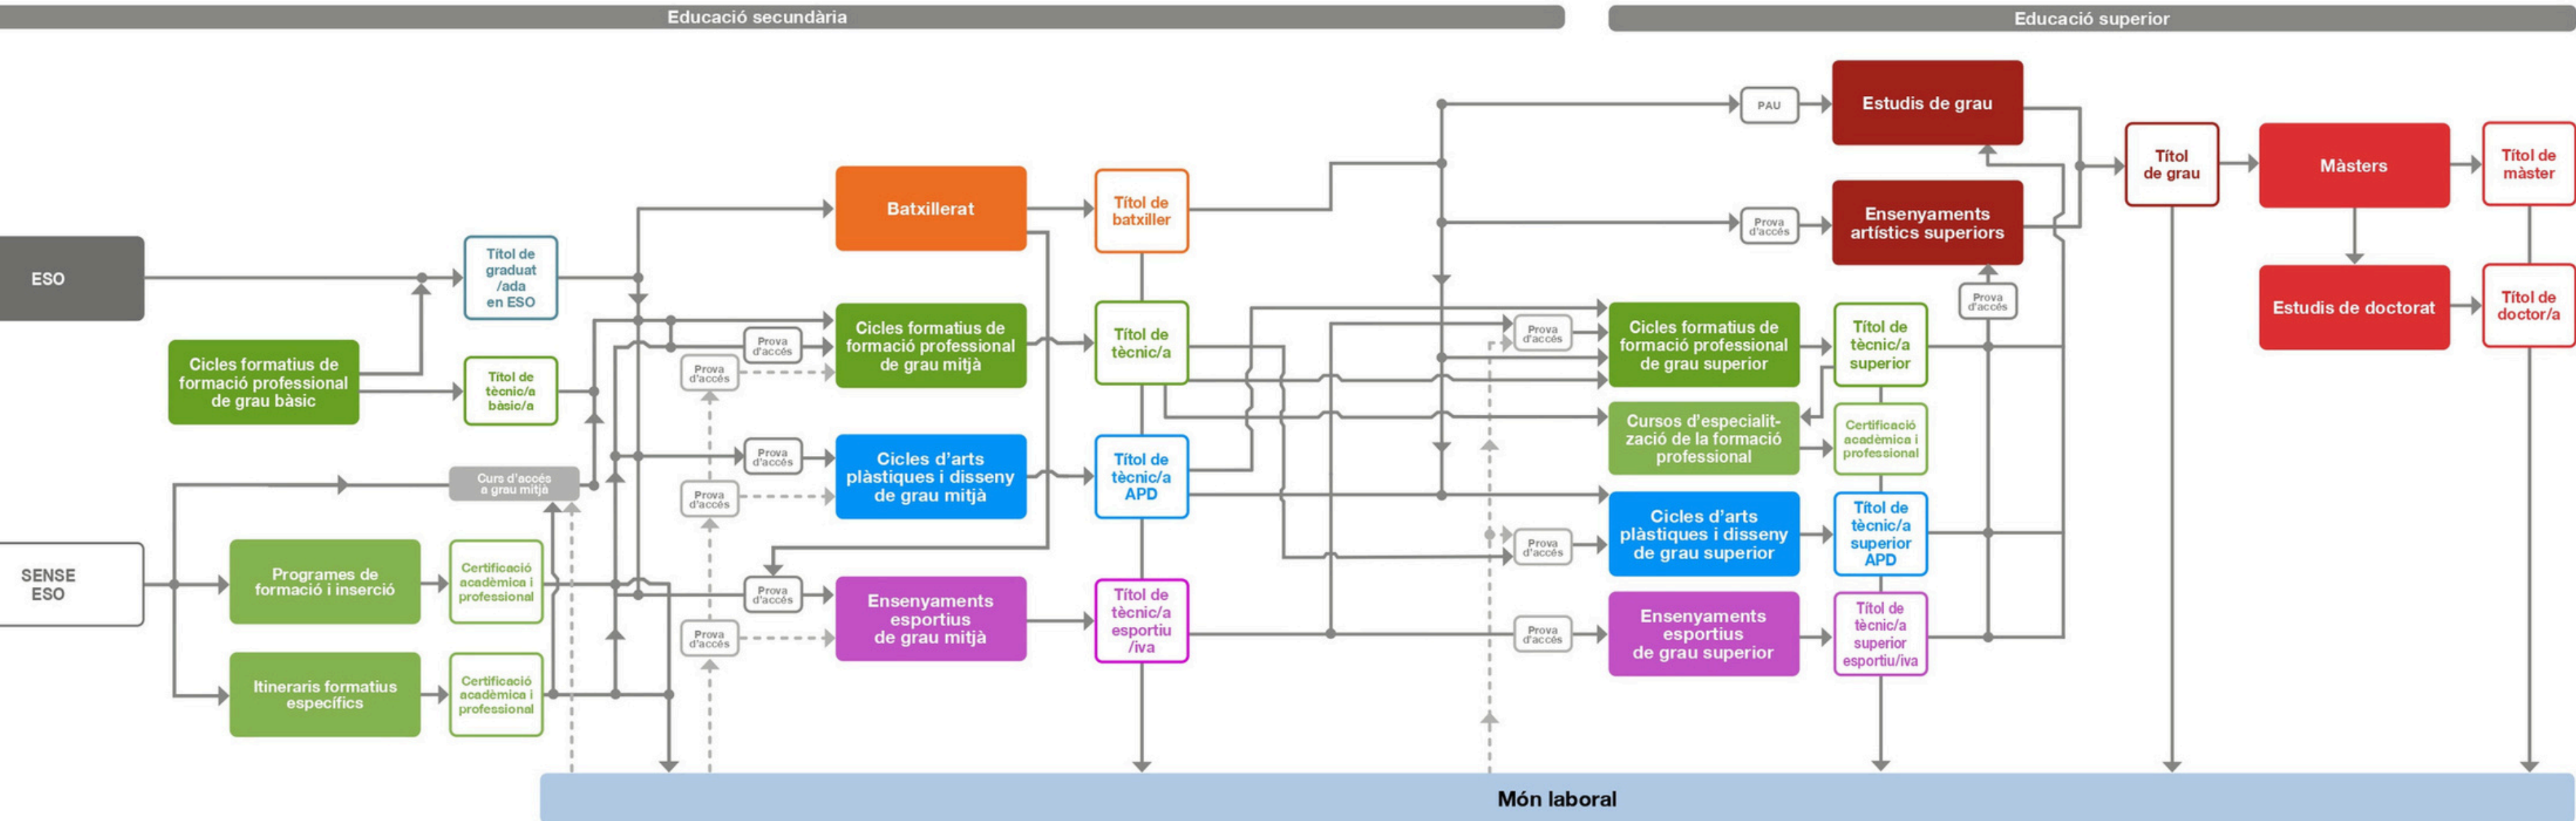 Educació secundària
Educació superior
ESO
Cicles formatius de
formació professional
de grau bàsic
Títol de
graduat
/ada
en ESO
Títol de
tècnic/a
bàsic/a
Curs d'accés
a grau mitjà
SENSE
ESO
Programes de
formació i inserció
Certificació
acadèmica i
professional
Itineraris formatius
específics
Certificació
acadèmica i
professional
Prova
d'accés
Prova
d'accés
Prova
d'accés
Prova
d'accés
Prova
d'accés
Prova
d'accés
Batxillerat
Cicles formatius de
formació professional
de grau mitjà
Cicles d'arts
plàstiques i disseny
de grau mitjà
Ensenyaments
esportius
de grau mitjà
Títol de
batxiller
Títol de
tècnic/a
Títol de
tècnic/a
APD
Títol de
tècnic/a
esportiu
/iva
PAU
Prova
d'accés
Prova
d'accés
Prova
d'accés
Prova
d'accés
Estudis de grau
Ensenyaments
artístics superiors
Prova
d'accés
Cicles formatius de
formació professional
de grau superior
Cursos d'especialit-
zació de la formació
professional
Cicles d'arts
plàstiques i disseny
de grau superior
Ensenyaments
esportius
de grau superior
Títol de
tècnic/a
superior
Certificació
acadèmica i
professional
Títol de
tècnic/a
superior
APD
Títol de
tècnic/a
superior
esportiu/iva
Títol
de grau
Màsters
Títol de
màster
Estudis de doctorat
Títol de
doctor/a
Món laboral